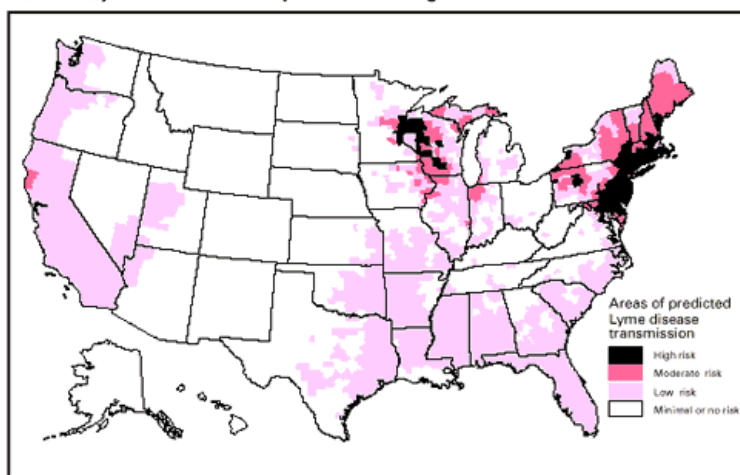 Areas of predicted
Lyme disease
transmission
High risk
Moderate risk
Low risk
Minimal or no risk